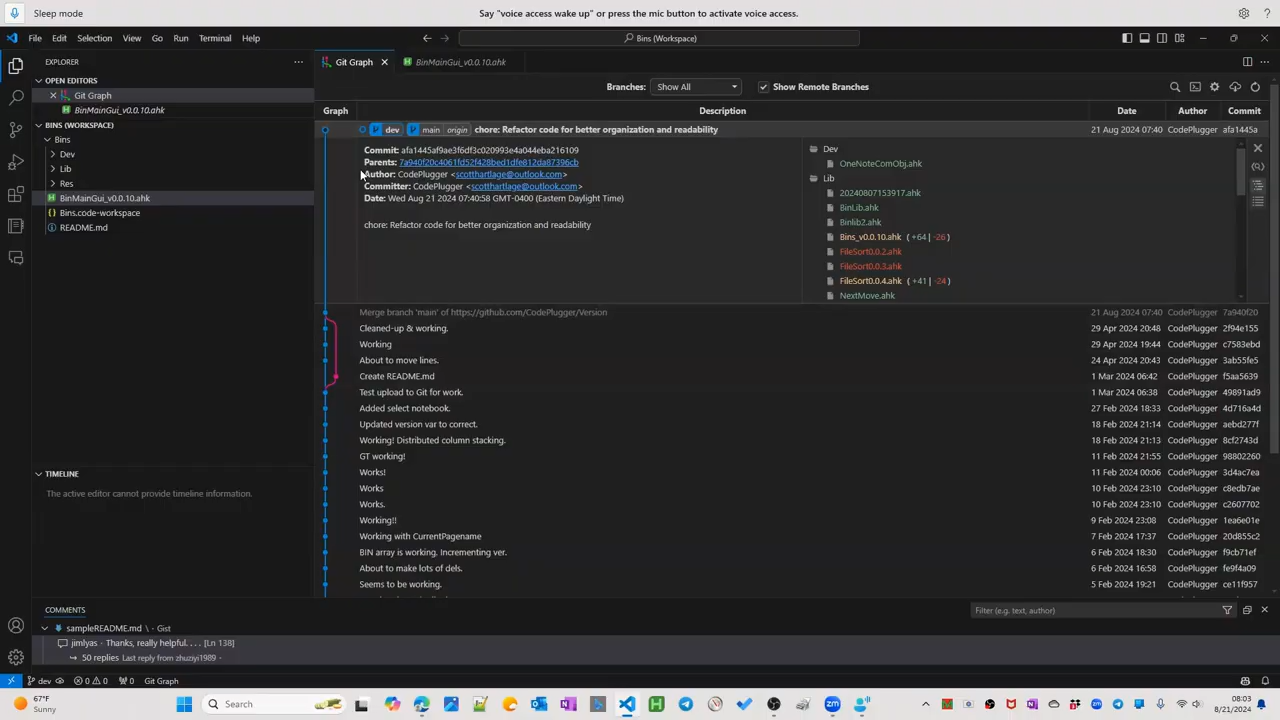 Sleep mode
Say "voice access wake up" or press the mic button to activate voice access.
File Edit Selection View Go Run Terminal Help
Bins (Workspace)
EXPLORER
Git Graph
BinMainGui_v0.0.10.ahk
OPEN EDITORS
Git Graph
BinMainGui_v0.0.10.ahk
BINS (WORKSPACE)
Bins
Dev
Lib
Res
BinMainGui_v0.0.10.ahk
Bins.code-workspace
README.md
TIMELINE
The active editor cannot provide timeline information.
Branches: Show All Show Remote Branches
Graph Description Date Author Commit
dev main origin chore: Refactor code for better organization and readability 21 Aug 2024 07:40 CodePlugger afa1445a
Commit: afa1445af9ae3f6df3c020993e4a044eba216109
Parents: 7a940f20c4061fd52f428bed1dfe812da87396cb
Author: CodePlugger <scotthartlage@outlook.com>
Committer: CodePlugger <scotthartlage@outlook.com>
Date: Wed Aug 21 2024 07:40:58 GMT-0400 (Eastern Daylight Time)
chore: Refactor code for better organization and readability
Dev
OneNoteComObj.ahk
Lib
20240807153917.ahk
BinLib.ahk
Binlib2.ahk
Bins_v0.0.10.ahk (+64|-26)
FileSort0.0.2.ahk
FileSort0.0.3.ahk
FileSort0.0.4.ahk (+41|-24)
NextMove.ahk
Merge branch 'main' of https://github.com/CodePlugger/Version 21 Aug 2024 07:40 CodePlugger 7a940f20
Cleaned-up & working. 29 Apr 2024 20:48 CodePlugger 2f94e155
Working 29 Apr 2024 19:44 CodePlugger c7583ebd
About to move lines. 24 Apr 2024 20:43 CodePlugger 3ab55fe5
Create README.md 1 Mar 2024 06:42 CodePlugger f5aa5639
Test upload to Git for work. 1 Mar 2024 06:38 CodePlugger 49891ad9
Added select notebook. 27 Feb 2024 18:33 CodePlugger 4d716a4d
Updated version var to correct. 18 Feb 2024 21:14 CodePlugger aebd277f
Working! Distributed column stacking. 18 Feb 2024 21:13 CodePlugger 8cf2743d
GT working! 11 Feb 2024 21:55 CodePlugger 98802260
Works! 11 Feb 2024 00:06 CodePlugger 3d4ac7ea
Works 10 Feb 2024 23:10 CodePlugger c8edb7ae
Works. 10 Feb 2024 23:10 CodePlugger c2607702
Working!! 9 Feb 2024 23:08 CodePlugger 1ea6e01e
Working with CurrentPagename 7 Feb 2024 17:37 CodePlugger 20d855c2
BIN array is working. Incrementing ver. 6 Feb 2024 18:30 CodePlugger f9cb71ef
About to make lots of dels. 6 Feb 2024 16:58 CodePlugger fe9f4a09
Seems to be working. 5 Feb 2024 19:21 CodePlugger ce11f957
COMMENTS
Filter (e.g. text, author)
sampleREADME.md \ - Gist
jimlyas - Thanks, really helpful. . . . [Ln 138]
50 replies Last reply from zhuziyi1989 -
dev 0 0 0 Git Graph
67°F
Sunny
Search
08:03
8/21/2024